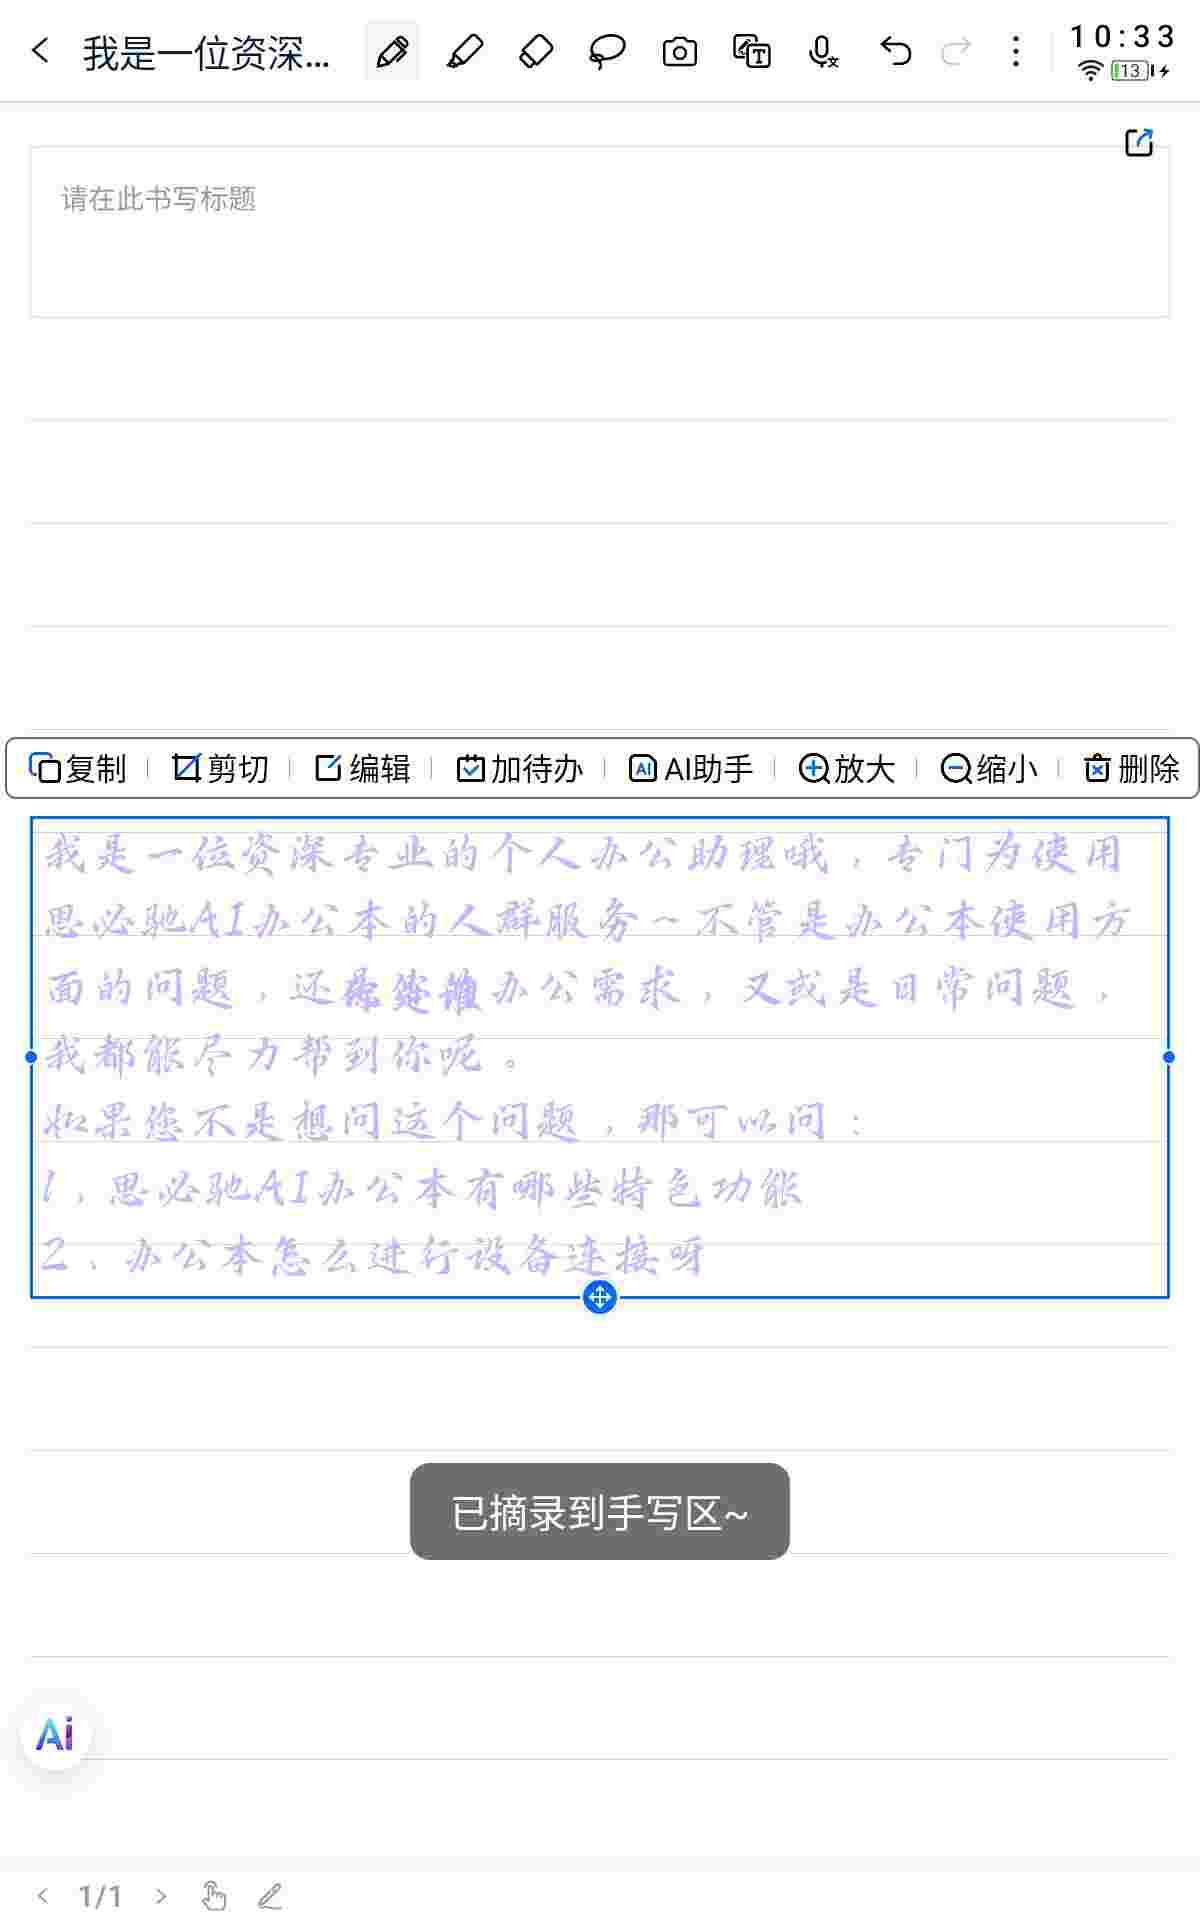 我是一位资深...
10:33
13
请在此书写标题
复制 剪切 编辑 加待办 AI AI助手 放大 缩小 删除
我是一位资深专业的个人办公助理哦，专门为使用
思必驰AI办公本的人群服务~不管是办公本使用方
面的问题，还是 办公需求，又或是日常问题，
我都能尽力帮到你呢。
如果您不是想问这个问题，那可以问：
1、思必驰AI办公本有哪些特色功能
2、办公本怎么进行设备连接呀
已摘录到手写区~
Ai
1/1